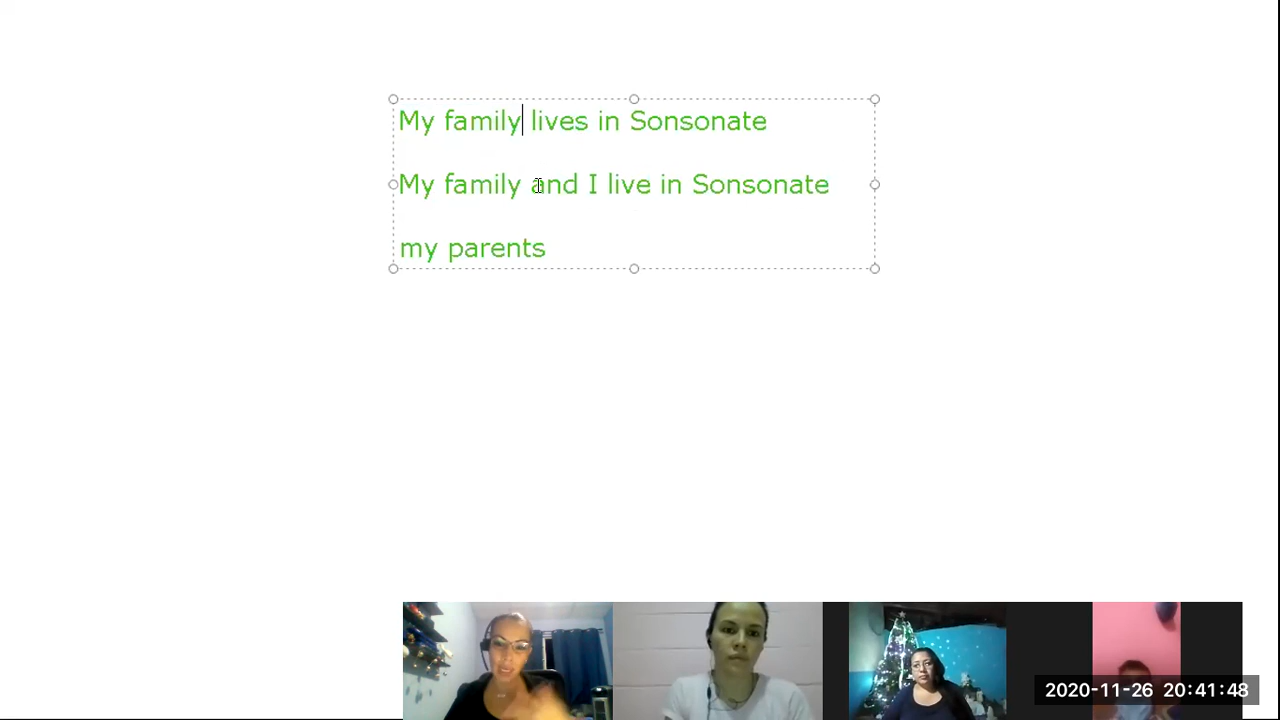 My family lives in Sonsonate
My family and I live in Sonsonate
my parents
2020-11-26 20:41:48